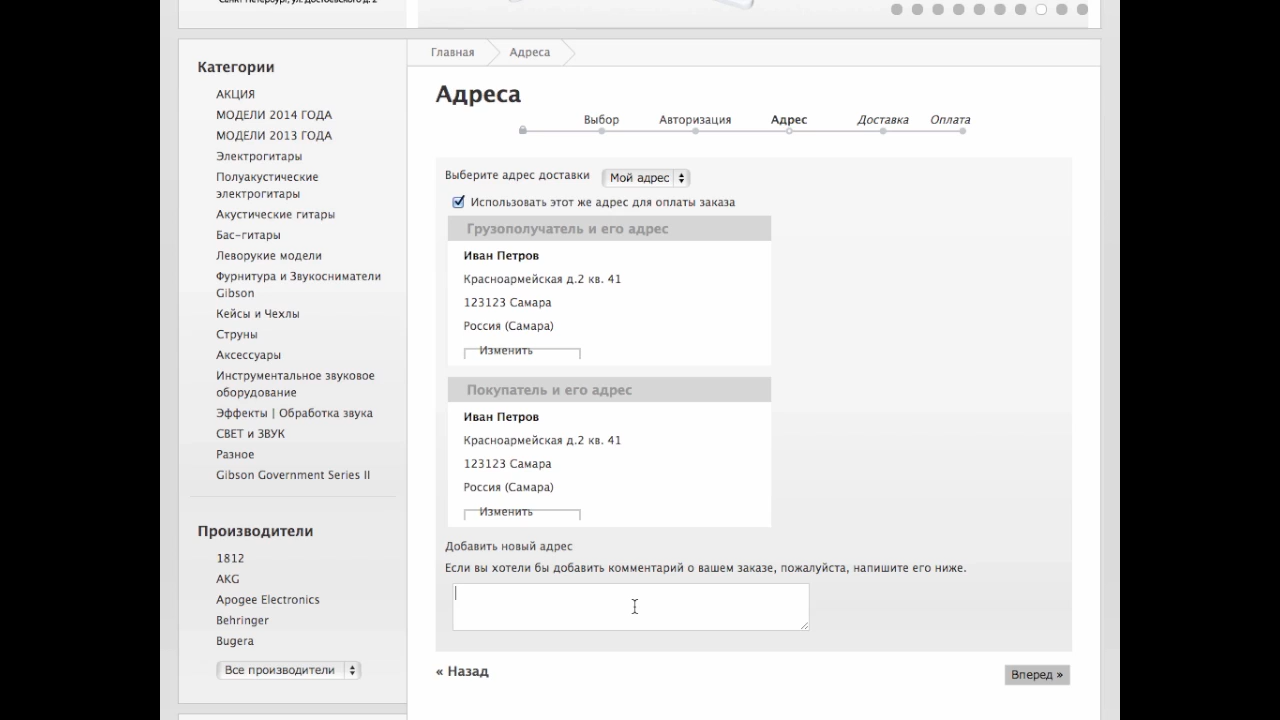 Санкт-Петербург, ул. Достоевского д. 2
Главная
Адреса
Категории
АКЦИЯ
МОДЕЛИ 2014 ГОДА
МОДЕЛИ 2013 ГОДА
Электрогитары
Полуакустические
электрогитары
Акустические гитары
Бас-гитары
Леворукие модели
Фурнитура и Звукосниматели
Gibson
Кейсы и Чехлы
Струны
Аксессуары
Инструментальное звуковое
оборудование
Эффекты | Обработка звука
СВЕТ и ЗВУК
Разное
Gibson Government Series II
Производители
1812
AKG
Apogee Electronics
Behringer
Bugera
Все производители
Адреса
Выбор Авторизация Адрес Доставка Оплата
Выберите адрес доставки Мой адрес
Использовать этот же адрес для оплаты заказа
Грузополучатель и его адрес
Иван Петров
Красноармейская д.2 кв. 41
123123 Самара
Россия (Самара)
Изменить
Покупатель и его адрес
Иван Петров
Красноармейская д.2 кв. 41
123123 Самара
Россия (Самара)
Изменить
Добавить новый адрес
Если вы хотели бы добавить комментарий о вашем заказе, пожалуйста, напишите его ниже.
« Назад
Вперед »